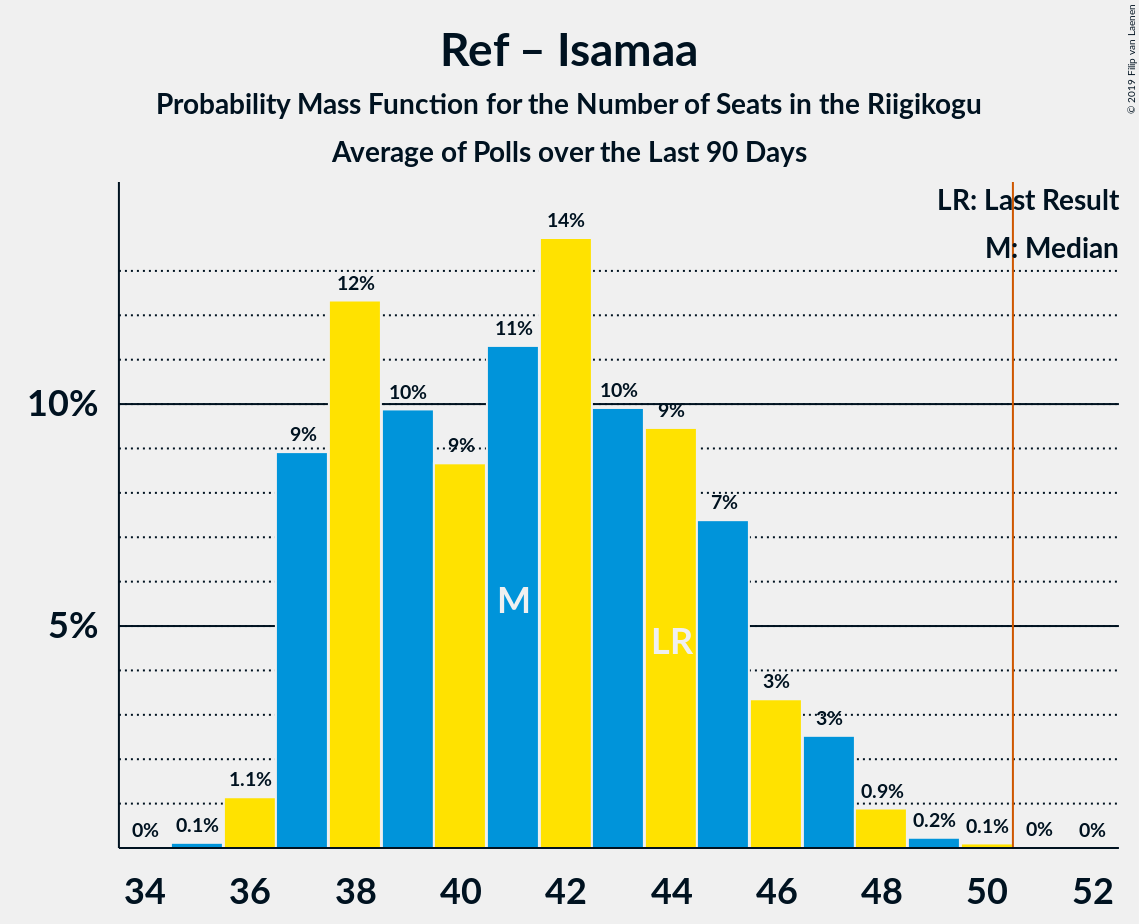 Ref – Isamaa
Probability Mass Function for the Number of Seats in the Riigikogu
Average of Polls over the Last 90 Days
© 2019 Filip van Laenen
LR: Last Result
M: Median
10%
5%
0%
0.1%
1.1%
9%
12%
10%
9%
11%
14%
10%
9%
7%
3%
3%
0.9%
0.2%
0.1%
0%
0%
M
LR
34 36 38 40 42 44 46 48 50 52